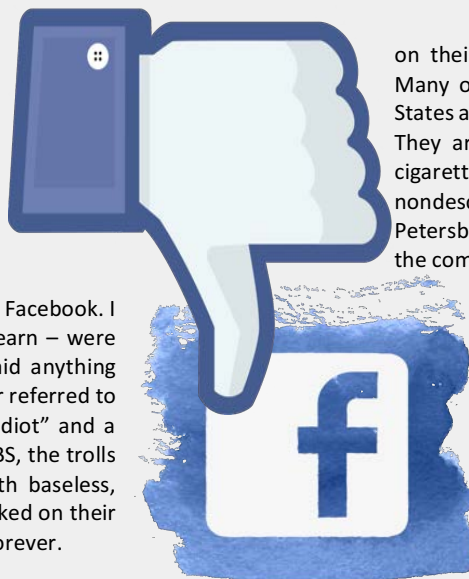 Facebook. I
earn – were
aid anything
r referred to
diot” and a
BS, the trolls
th baseless,
ked on their
orever.
on their
Many o
States a
They ar
cigarett
nondesc
Petersb
the com
f